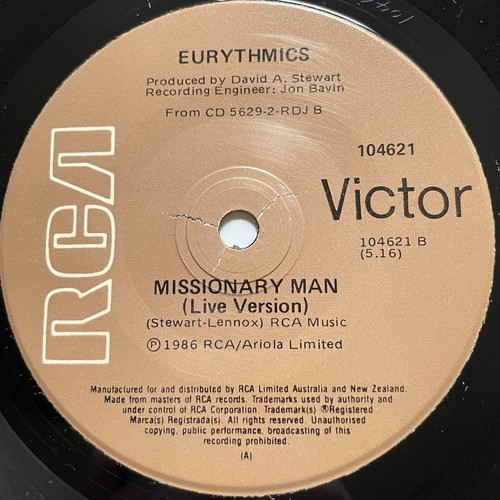 EURYTHMICS
Produced by David A. Stewart
Recording Engineer: Jon Bavin
From CD 5629-2-RDJ B
RCA
104621
Victor
104621 B
(5.16)
MISSIONARY MAN
(Live Version)
(Stewart-Lennox) RCA Music
Ⓟ 1986 RCA/Ariola Limited
Manufactured for and distributed by RCA Limited Australia and New Zealand.
Made from masters of RCA records. Trademarks used by authority and
under control of RCA Corporation. Trademark(s) ®Registered
Marca(s) Registrada(s). All rights reserved. Unauthorised
copying, public performance, broadcasting of this
recording prohibited.
(A)